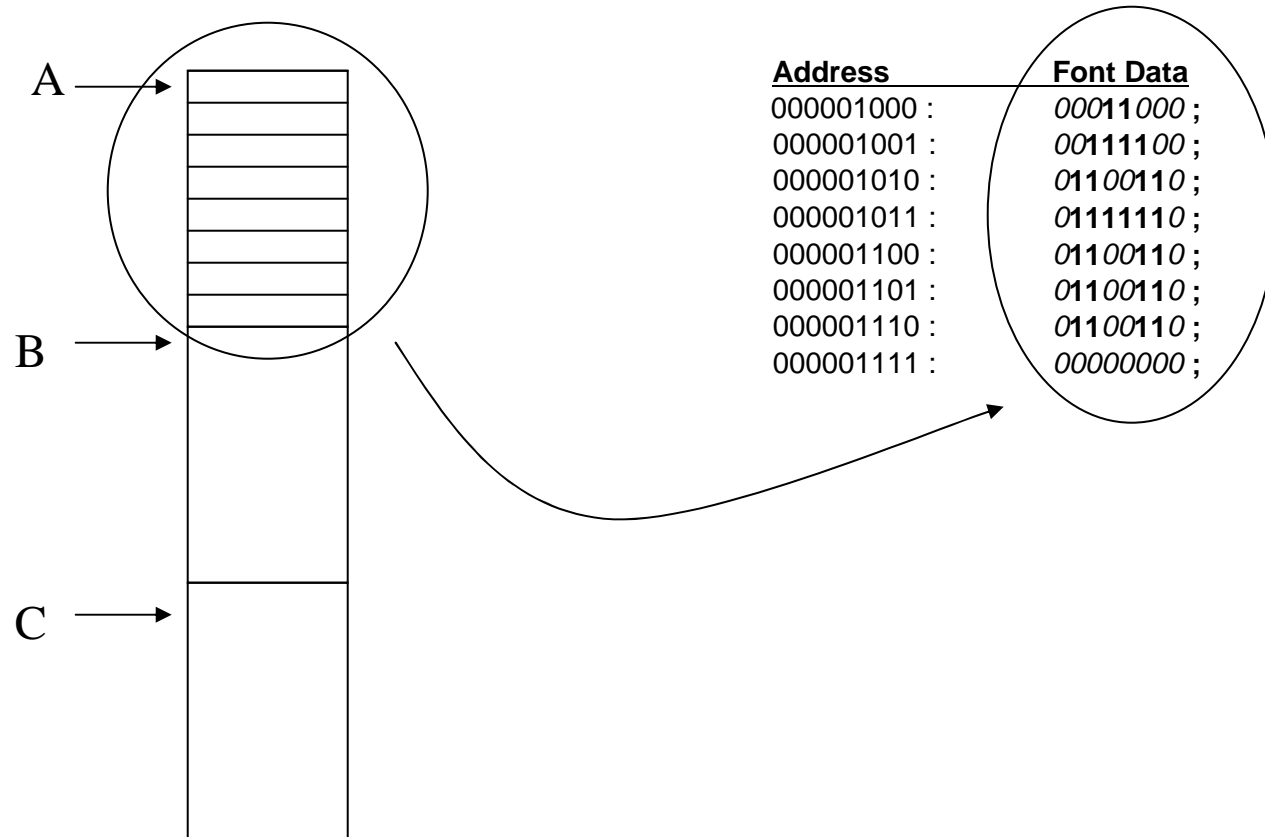 A
B
C
Address Font Data
000001000 : 00011000 ;
000001001 : 00111100 ;
000001010 : 01100110 ;
000001011 : 01111110 ;
000001100 : 01100110 ;
000001101 : 01100110 ;
000001110 : 01100110 ;
000001111 : 00000000 ;